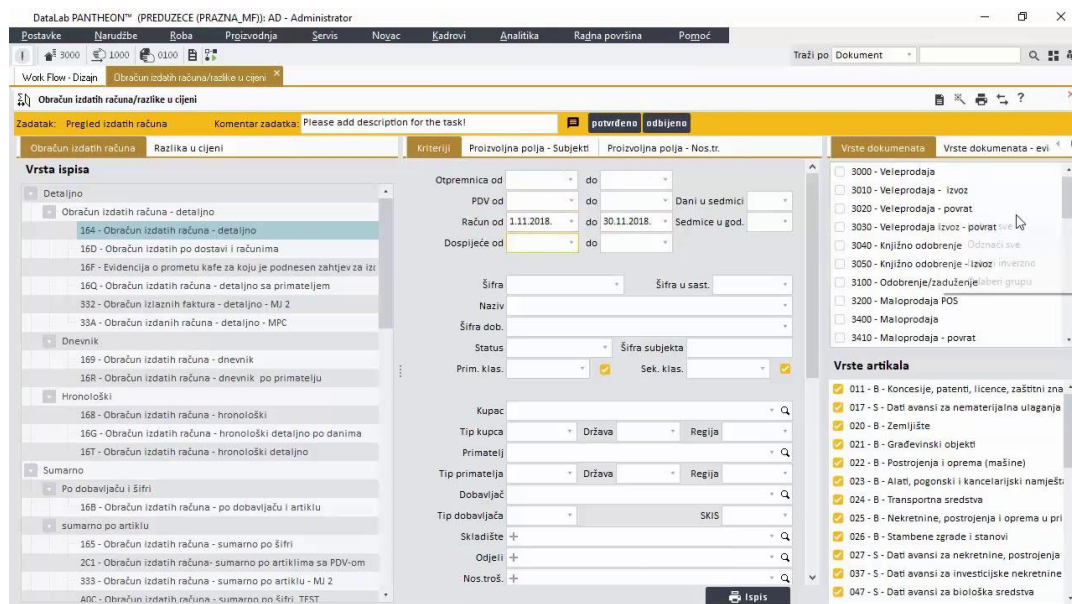 DataLab PANTHEON™ (PREDUZECE (PRAZNA_MF)): AD - Administrator
Postavke Narudžbe Roba Proizvodnja Servis Novac Kadrovi Analitika Radna površina Pomoć
3000 1000 0100 Traži po Dokument
Work Flow - Dizajn Obračun izdatih računa/razlike u cijeni
Obračun izdatih računa/razlike u cijeni
Zadatak: Pregled izdatih računa Komentar zadatka: Please add description for the task! potvrđeno odbijeno
Obračun izdatih računa Razlika u cijeni
Vrsta ispisa
Detaljno
Obračun izdatih računa - detaljno
164 - Obračun izdatih računa - detaljno
16D - Obračun izdatih po dostavi i računima
16F - Evidencija o prometu kafe za koju je podnesen zahtjev za izd
16Q - Obračun izdatih računa - detaljno sa primateljem
332 - Obračun izlaznih faktura - detaljno - MJ 2
33A - Obračun izdanih računa - detaljno - MPC
Dnevnik
169 - Obračun izdatih računa - dnevnik
16R - Obračun izdatih računa - dnevnik po primatelju
Hronološki
168 - Obračun izdatih računa - hronološki
16G - Obračun izdatih računa - hronološki detaljno po danima
16T - Obračun izdatih računa - hronološki detaljno
Sumarno
Po dobavljaču i šifri
16B - Obračun izdatih računa - po dobavljaču i artiklu
sumarno po artiklu
165 - Obračun izdatih računa - sumarno po šifri
2C1 - Obračun izdatih računa- sumarno po artiklima sa PDV-om
333 - Obračun izdatih računa - sumarno po artiklu - MJ 2
A0C - Obračun izdatih računa - sumarno po šifri TEST
Kriteriji Proizvoljna polja - Subjekti Proizvoljna polja - Nos.tr.
Otpremnica od do
PDV od do Dani u sedmici
Račun od 1.11.2018. do 30.11.2018. Sedmice u god.
Dospijeće od do
Šifra Šifra u sast.
Naziv
Šifra dob.
Status Šifra subjekta
Prim. klas. Sek. klas.
Kupac
Tip kupca Država Regija
Primatelj
Tip primatelja Država Regija
Dobavljač
Tip dobavljača SKIS
Skladište
Odjeli
Nos.troš.
Ispis
Vrste dokumenata Vrste dokumenata - evi
3000 - Veleprodaja
3010 - Veleprodaja - izvoz
3020 - Veleprodaja - povrat
3030 - Veleprodaja izvoz - povrat sve
3040 - Knjižno odobrenje Odznači sve
3050 - Knjižno odobrenje - izvoz inverzno
3100 - Odobrenje/zaduženje grupu
3200 - Maloprodaja POS
3400 - Maloprodaja
3410 - Maloprodaja - povrat
Vrste artikala
011 - B - Koncesije, patenti, licence, zaštitni zna
017 - S - Dati avansi za nematerijalna ulaganja
020 - B - Zemljište
021 - B - Građevinski objekti
022 - B - Postrojenja i oprema (mašine)
023 - B - Alati, pogonski i kancelarijski namješta
024 - B - Transportna sredstva
025 - B - Nekretnine, postrojenja i oprema u pri
026 - B - Stambene zgrade i stanovi
027 - S - Dati avansi za nekretnine, postrojenja
037 - S - Dati avansi za investicijske nekretnine
047 - S - Dati avansi za biološka sredstva